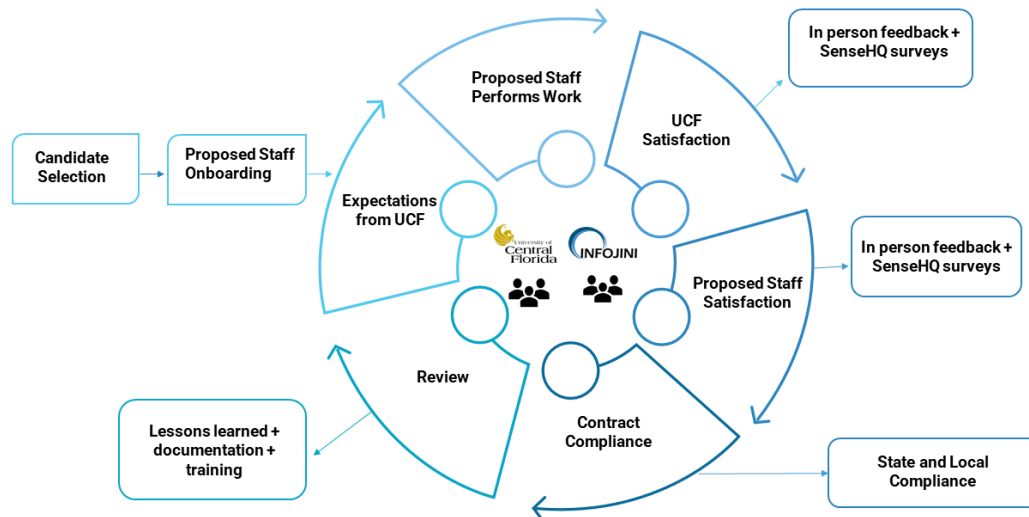 In person feedback +
SenseHQ surveys
Proposed Staff
Performs Work
UCF
Satisfaction
Candidate
Selection
Proposed Staff
Onboarding
Expectations
from UCF
University of
Central
Florida
INFOJINI
In person feedback +
SenseHQ surveys
Proposed Staff
Satisfaction
Review
Contract
Compliance
Lessons learned +
documentation +
training
State and Local
Compliance